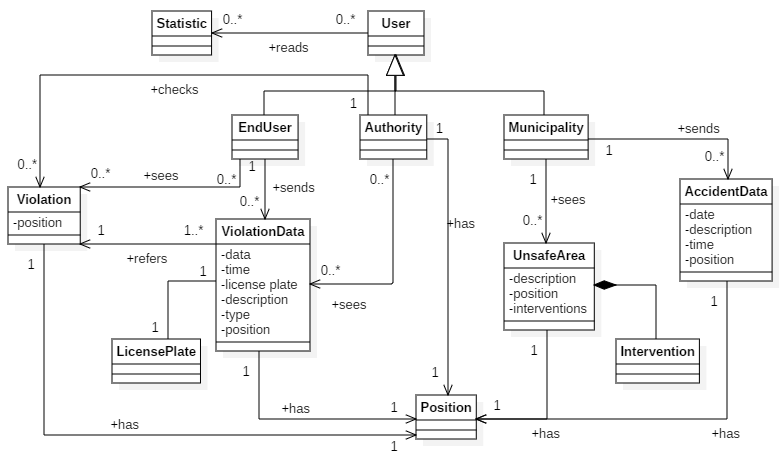 Statistic
0..*
0..*
User
+reads
+checks
1
EndUser
Authority
1
Municipality
1
+sends
0..*
0..*
+sees
0..*
1
+sends
0..*
0..*
1
+sees
0..*
AccidentData
-date
-description
-time
-position
Violation
-position
1
1..*
+refers
ViolationData
-data
-time
-license plate
-description
-type
-position
+has
0..*
+sees
UnsafeArea
-description
-position
-interventions
1
1
1
LicensePlate
1
1
1
1
Intervention
+has
1
Position
1
+has
+has
+has
1